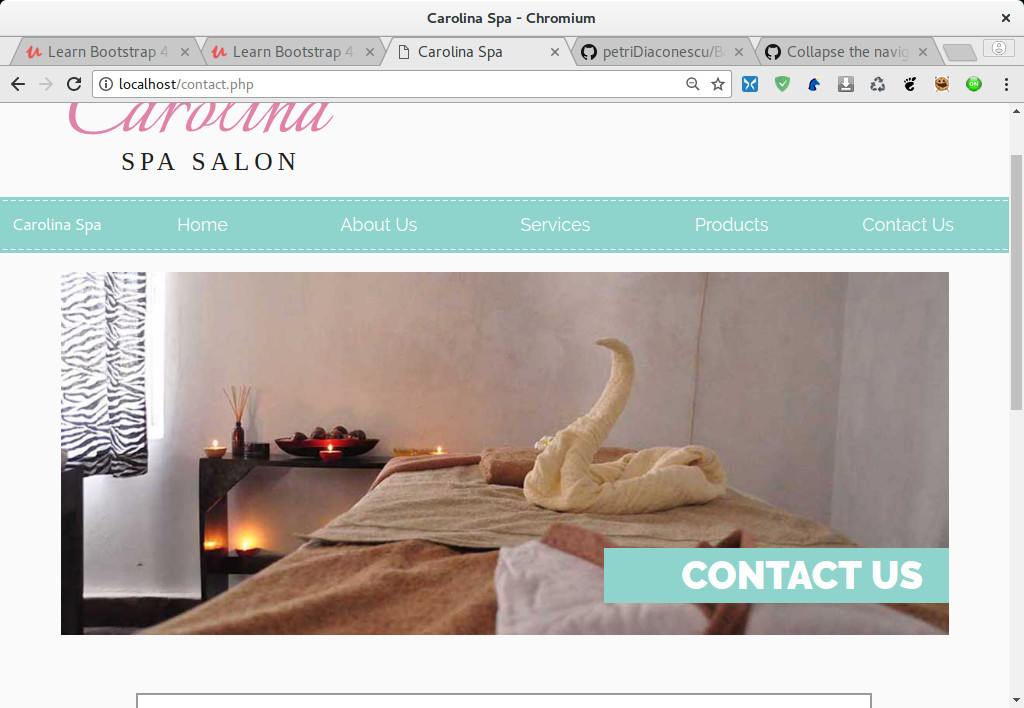 Carolina Spa - Chromium
Learn Bootstrap 4
Learn Bootstrap 4
Carolina Spa
petriDiaconescu/B
Collapse the navig
localhost/contact.php
ON
Carolina
SPA SALON
Carolina Spa Home About Us Services Products Contact Us
CONTACT US